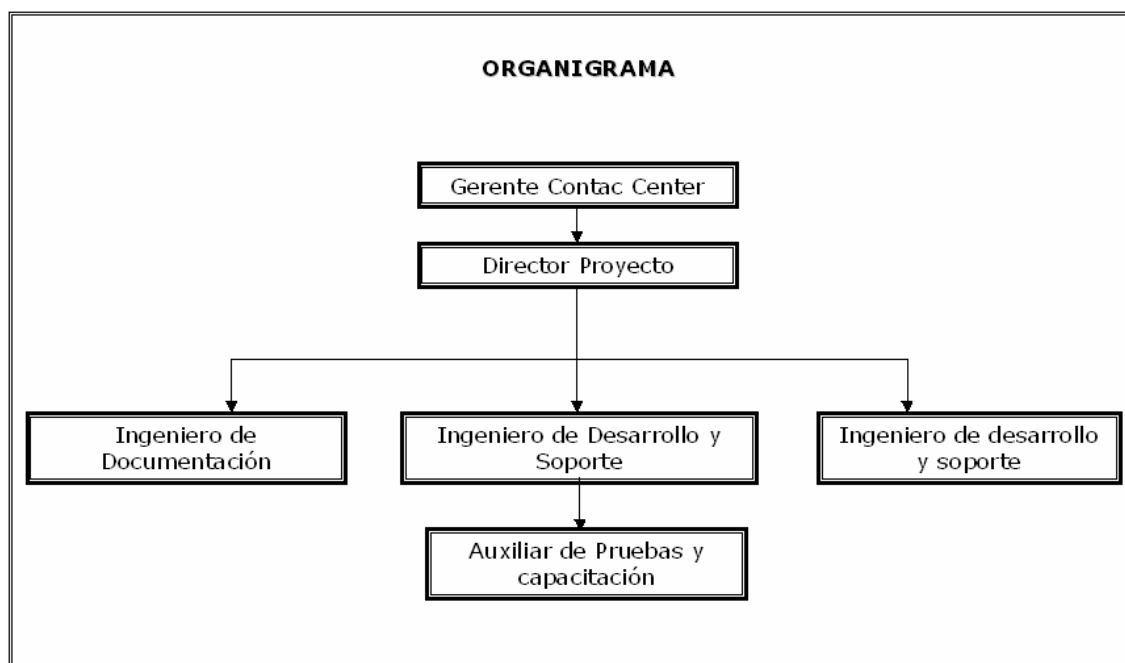 ORGANIGRAMA
Gerente Contac Center
Director Proyecto
Ingeniero de
Documentación
Ingeniero de Desarrollo y
Soporte
Ingeniero de desarrollo
y soporte
Auxiliar de Pruebas y
capacitación